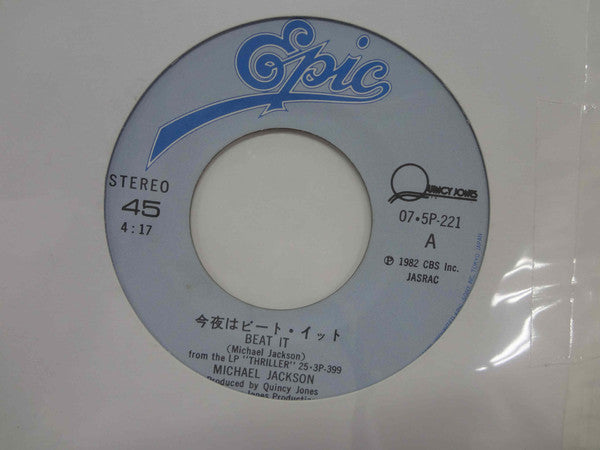 Epic
STEREO
45
4:17
QUINCY JONES
07・5P-221
A
Ⓟ 1982 CBS Inc.
JASRAC
今夜はビート・イット
BEAT IT
(Michael Jackson)
from the LP "THRILLER" 25・3P-399
MICHAEL JACKSON
Produced by Quincy Jones
Jones Productio